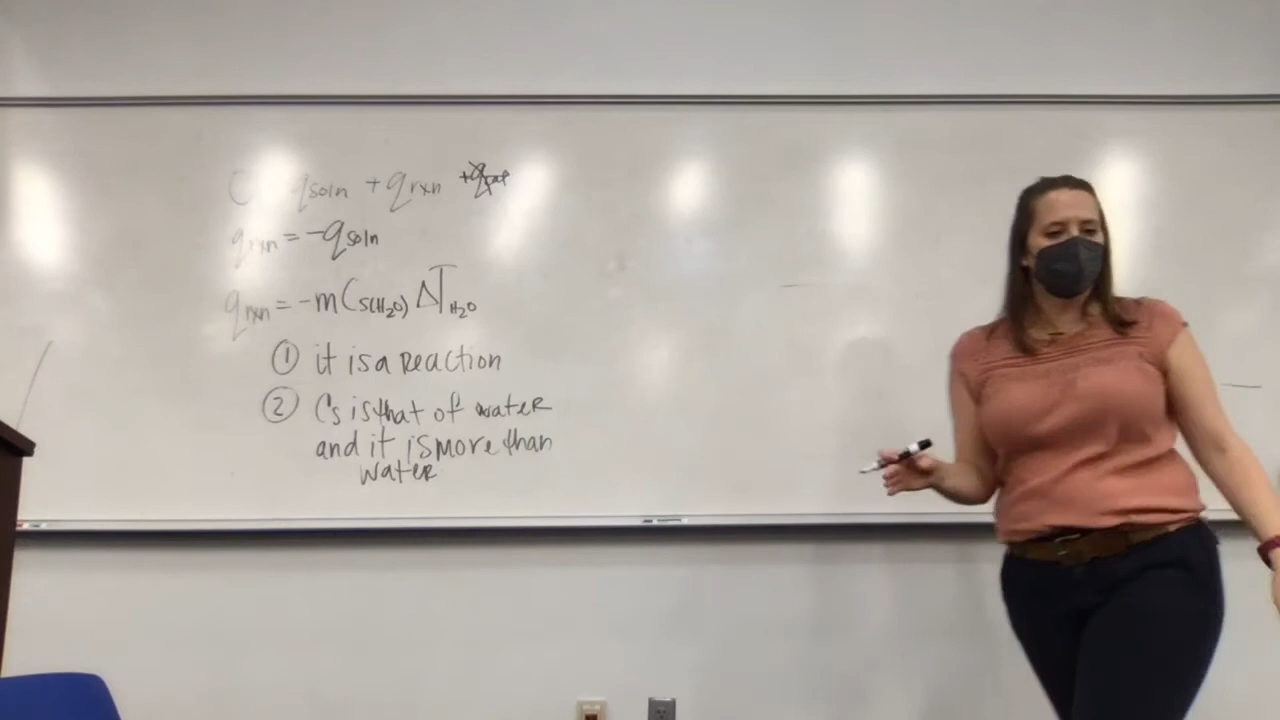 qsoln + qrxn + qcal
qrxn = -qsoln
qrxn = -m Cs(H₂O) ΔT H₂O
① it is a reaction
② Cs is that of water
and it is more than
water